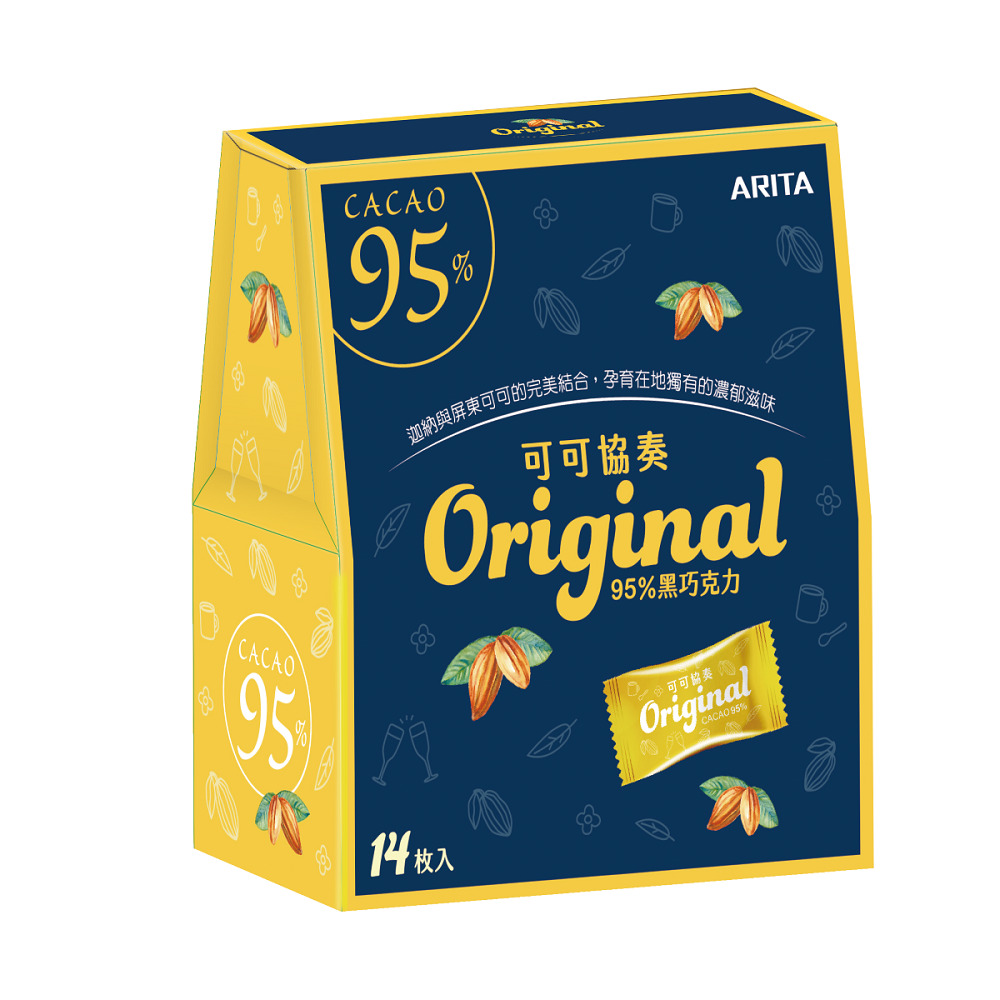 Original
CACAO
95%
ARITA
迦納與屏東可可的完美結合，孕育在地獨有的濃郁滋味
可可協奏
Original
95%黑巧克力
可可協奏
Original
CACAO 95%
14枚入
CACAO
95%